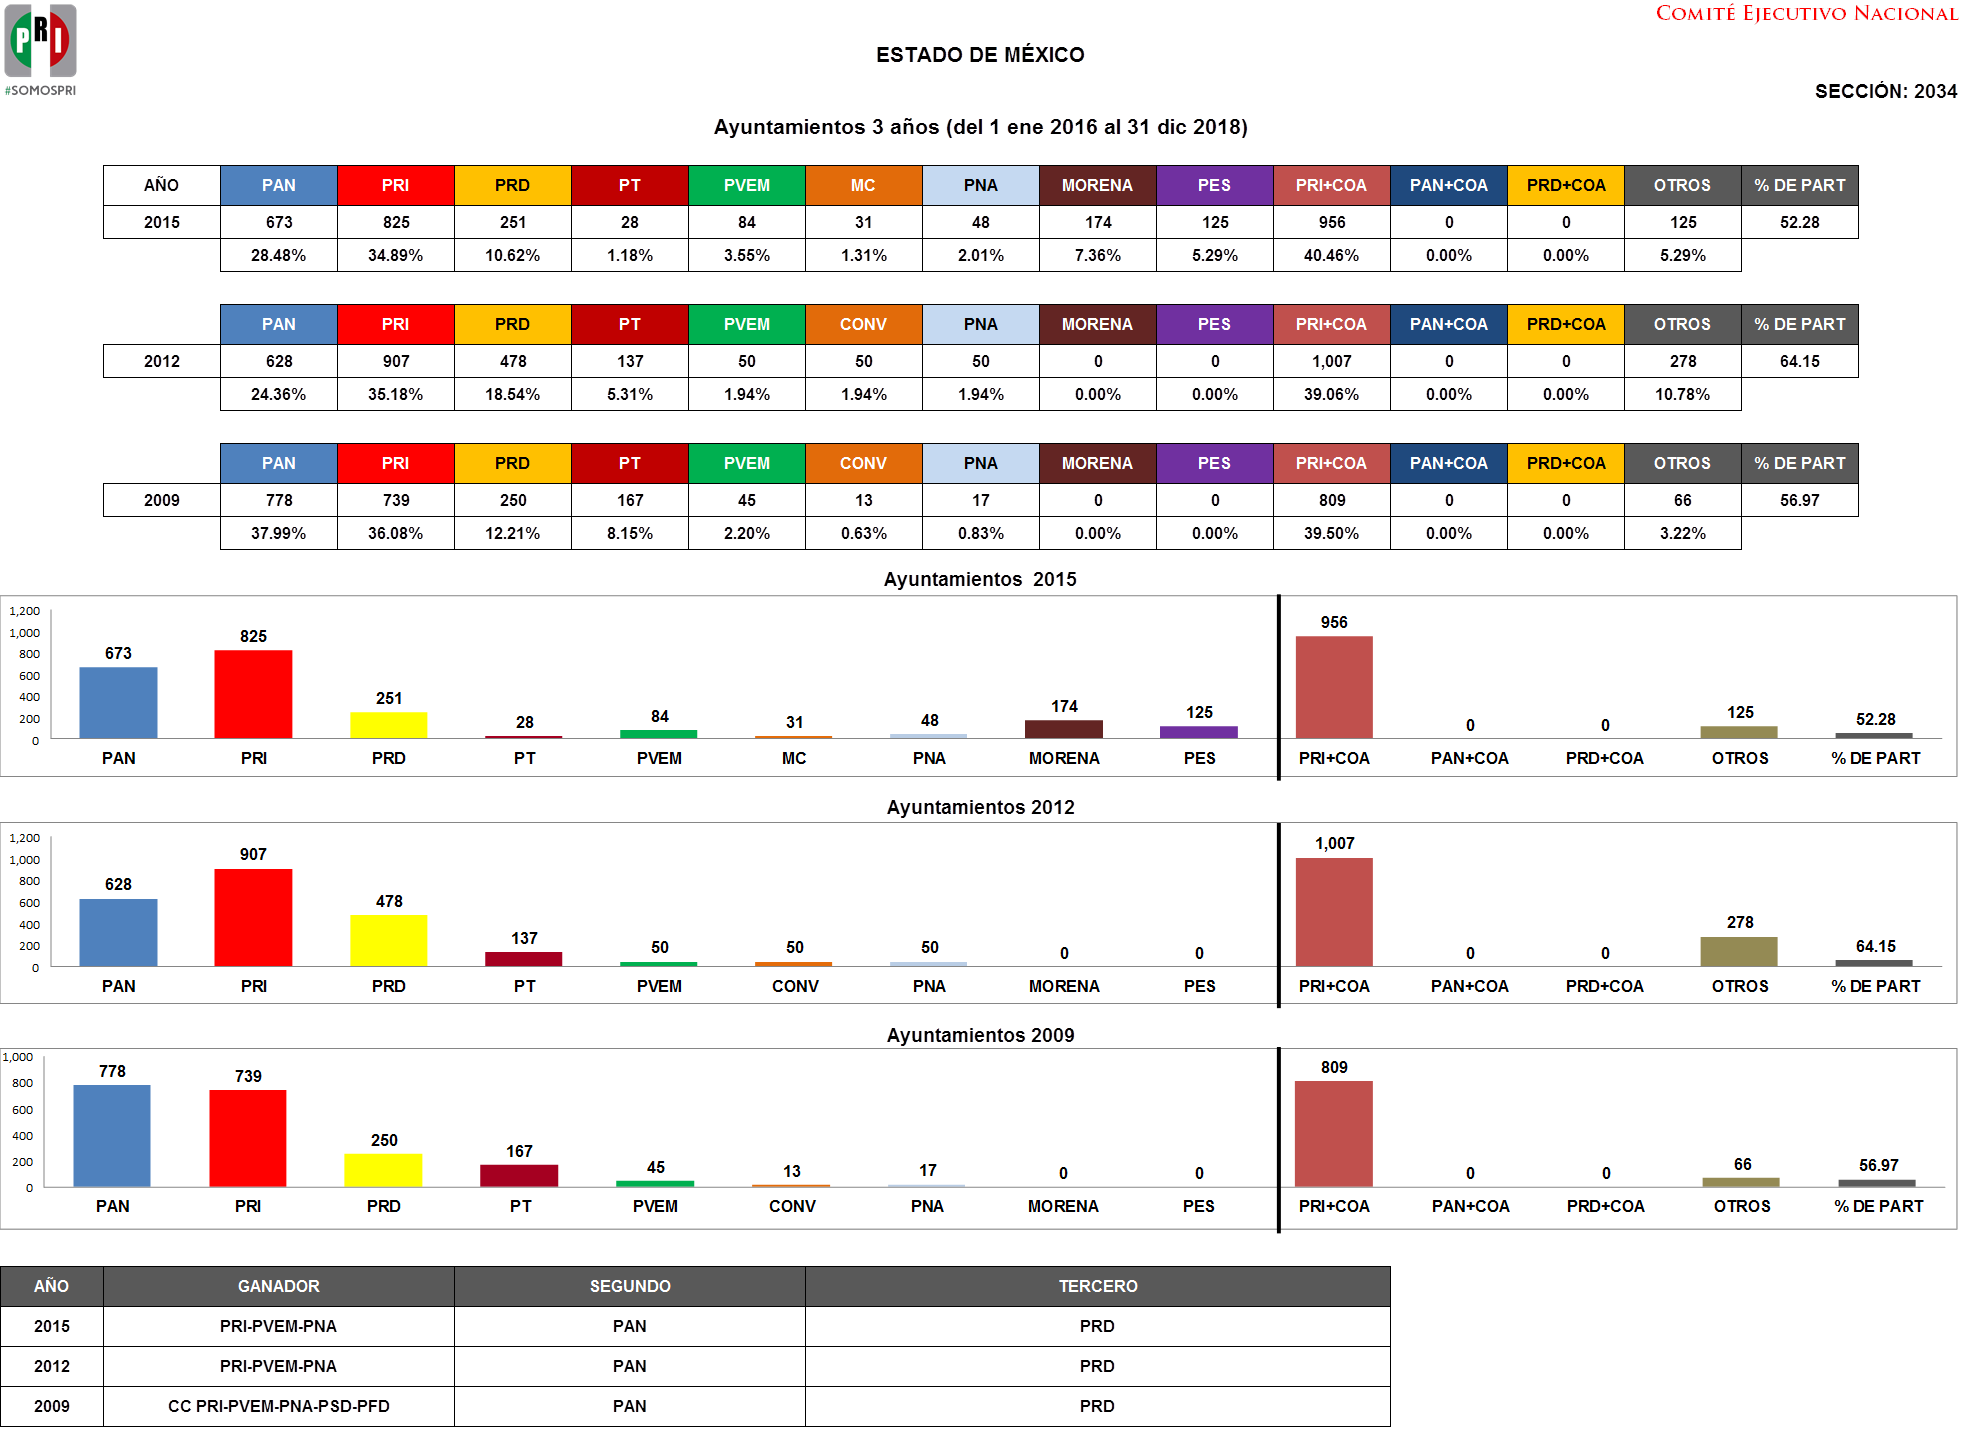 PRI
#SOMOSPRI
COMITÉ EJECUTIVO NACIONAL
ESTADO DE MÉXICO
SECCIÓN: 2034
Ayuntamientos 3 años (del 1 ene 2016 al 31 dic 2018)
AÑO PAN PRI PRD PT PVEM MC PNA MORENA PES PRI+COA PAN+COA PRD+COA OTROS % DE PART
2015 673 825 251 28 84 31 48 174 125 956 0 0 125 52.28
28.48% 34.89% 10.62% 1.18% 3.55% 1.31% 2.01% 7.36% 5.29% 40.46% 0.00% 0.00% 5.29%
PAN PRI PRD PT PVEM CONV PNA MORENA PES PRI+COA PAN+COA PRD+COA OTROS % DE PART
2012 628 907 478 137 50 50 50 0 0 1,007 0 0 278 64.15
24.36% 35.18% 18.54% 5.31% 1.94% 1.94% 1.94% 0.00% 0.00% 39.06% 0.00% 0.00% 10.78%
PAN PRI PRD PT PVEM CONV PNA MORENA PES PRI+COA PAN+COA PRD+COA OTROS % DE PART
2009 778 739 250 167 45 13 17 0 0 809 0 0 66 56.97
37.99% 36.08% 12.21% 8.15% 2.20% 0.63% 0.83% 0.00% 0.00% 39.50% 0.00% 0.00% 3.22%
Ayuntamientos 2015
1,200
1,000
800
600
400
200
0
673 825 251 28 84 31 48 174 125 956 0 0 125 52.28
PAN PRI PRD PT PVEM MC PNA MORENA PES PRI+COA PAN+COA PRD+COA OTROS % DE PART
Ayuntamientos 2012
1,200
1,000
800
600
400
200
0
628 907 478 137 50 50 50 0 0 1,007 0 0 278 64.15
PAN PRI PRD PT PVEM CONV PNA MORENA PES PRI+COA PAN+COA PRD+COA OTROS % DE PART
Ayuntamientos 2009
1,000
800
600
400
200
0
778 739 250 167 45 13 17 0 0 809 0 0 66 56.97
PAN PRI PRD PT PVEM CONV PNA MORENA PES PRI+COA PAN+COA PRD+COA OTROS % DE PART
AÑO GANADOR SEGUNDO TERCERO
2015 PRI-PVEM-PNA PAN PRD
2012 PRI-PVEM-PNA PAN PRD
2009 CC PRI-PVEM-PNA-PSD-PFD PAN PRD